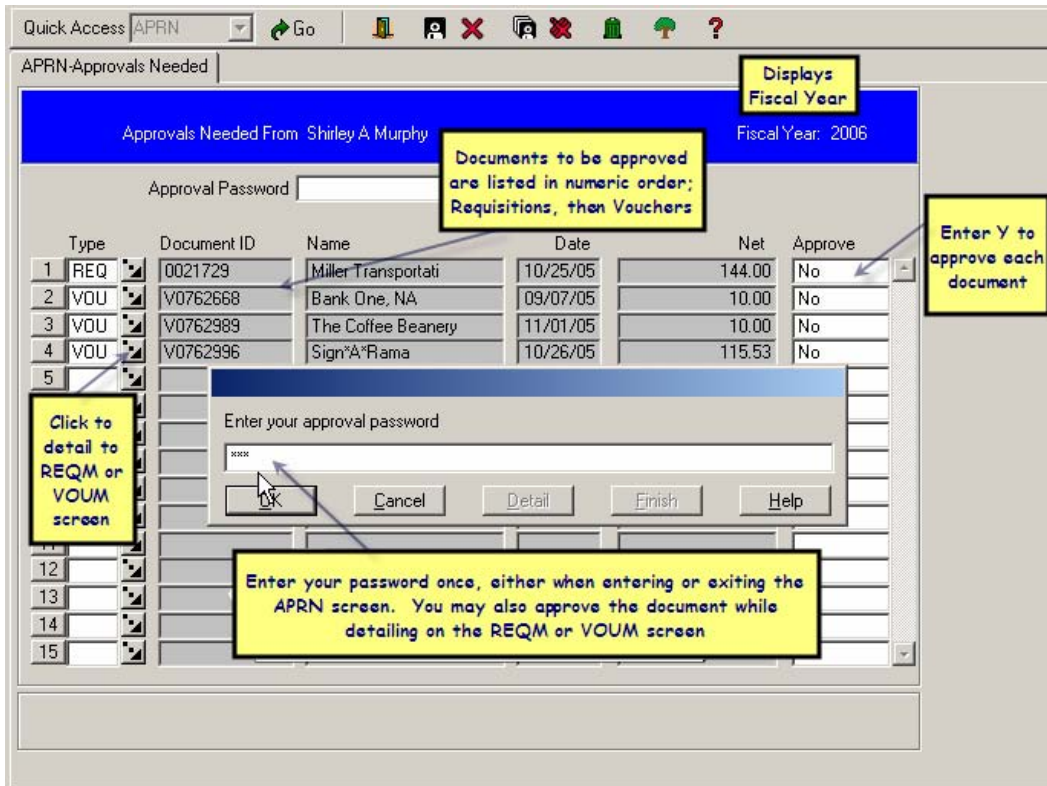 Quick Access APRN Go ?
APRN-Approvals Needed
Displays
Fiscal Year
Approvals Needed From Shirley A Murphy Fiscal Year: 2006
Documents to be approved
are listed in numeric order;
Requisitions, then Vouchers
Approval Password
Enter Y to
approve each
document
Type Document ID Name Date Net Approve
1 REQ 0021729 Miller Transportati 10/25/05 144.00 No
2 VOU V0762668 Bank One, NA 09/07/05 10.00 No
3 VOU V0762989 The Coffee Beanery 11/01/05 10.00 No
4 VOU V0762996 Sign*A*Rama 10/26/05 115.53 No
5
Click to
detail to
REQM or
VOUM
screen
Enter your approval password
***
OK Cancel Detail Finish Help
12
13
14
15
Enter your password once, either when entering or exiting the
APRN screen. You may also approve the document while
detailing on the REQM or VOUM screen